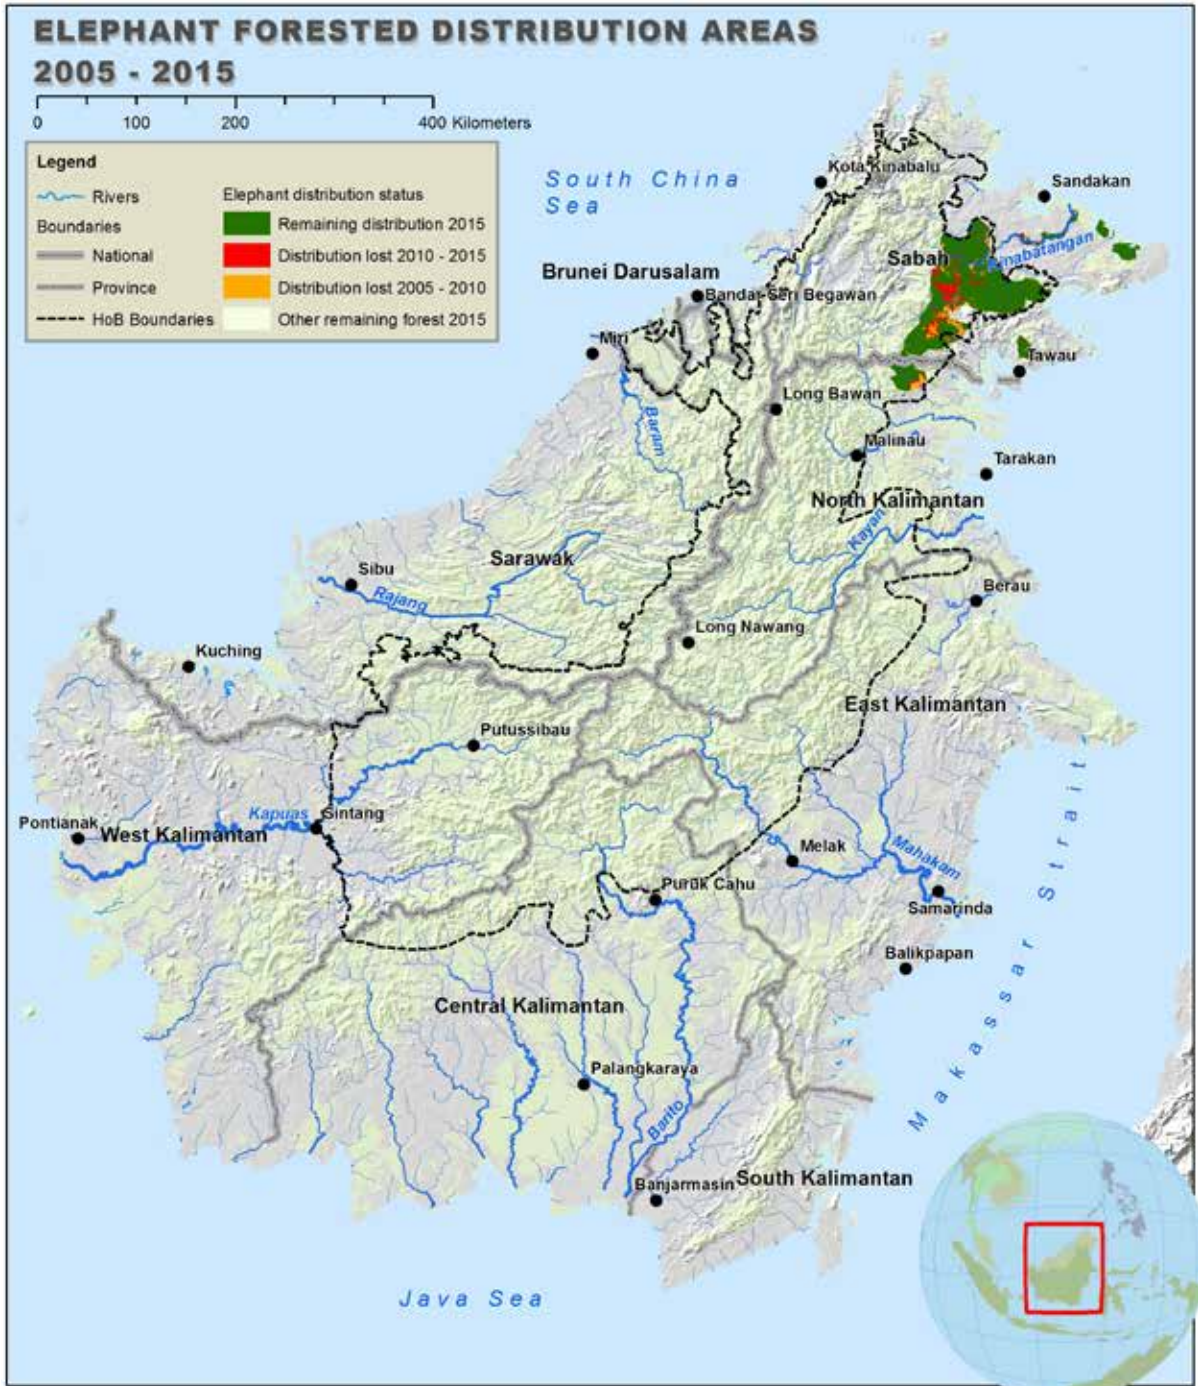 ELEPHANT FORESTED DISTRIBUTION AREAS
2005 - 2015
0 100 200 400 Kilometers
Legend
Rivers
Boundaries
National
Province
HoB Boundaries
Elephant distribution status
Remaining distribution 2015
Distribution lost 2010 - 2015
Distribution lost 2005 - 2010
Other remaining forest 2015
South China
Sea
Kota Kinabalu
Sandakan
Sabah
Kinabatangan
Brunei Darusalam
Bandar Seri Begawan
Miri
Tawau
Long Bawan
Baram
Malinau
Tarakan
North Kalimantan
Kayan
Sarawak
Sibu
Rajang
Berau
Long Nawang
Kuching
East Kalimantan
Putussibau
Kapuas
Sintang
Pontianak
West Kalimantan
Melak
Mahakam
Puruk Cahu
Samarinda
Balikpapan
Makassar Strait
Central Kalimantan
Palangkaraya
Barito
Banjarmasin
South Kalimantan
Java Sea